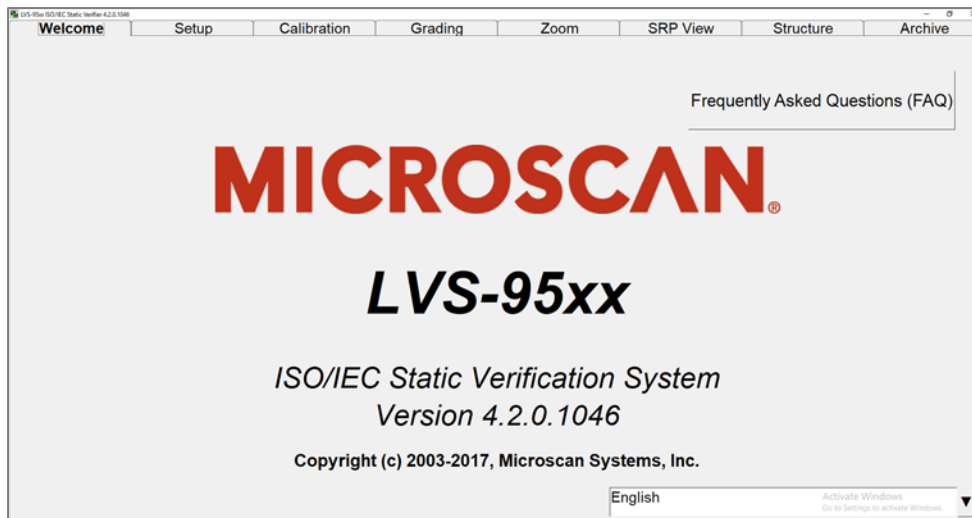 LVS-95xx ISO/IEC Static Verifier 4.2.0.1046
Welcome Setup Calibration Grading Zoom SRP View Structure Archive
Frequently Asked Questions (FAQ)
MICROSCAN®
LVS-95xx
ISO/IEC Static Verification System
Version 4.2.0.1046
Copyright (c) 2003-2017, Microscan Systems, Inc.
English
Activate Windows
Go to Settings to activate Windows.